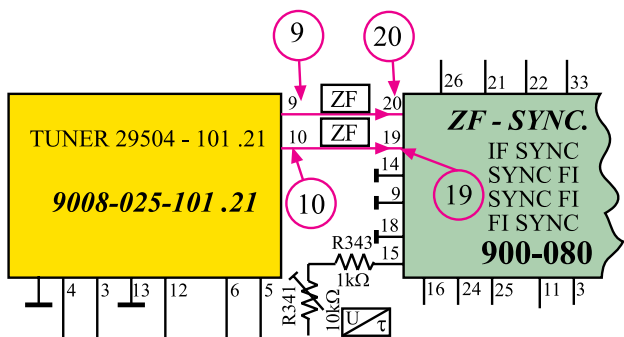 9
20
26
21
22
33
9
ZF
20
TUNER 29504 - 101 .21
10
ZF
19
ZF - SYNC.
IF SYNC
14
SYNC FI
9008-025-101 .21
10
9
19
SYNC FI
18
FI SYNC
R343
15
900-080
1kΩ
4
3
13
12
6
5
R341
10kΩ
U
τ
16
24
25
11
3